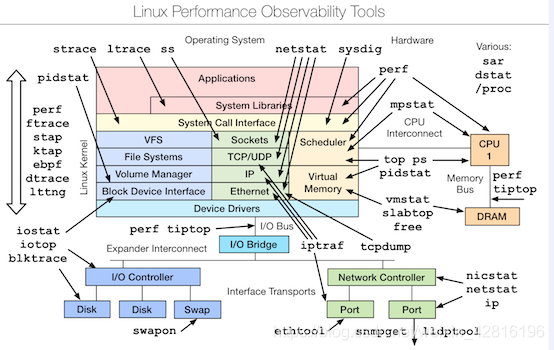 Linux Performance Observability Tools
strace ltrace ss
Operating System
netstat sysdig
Hardware
Various:
sar
dstat
/proc
pidstat
Applications
perf
System Libraries
System Call Interface
mpstat
perf
ftrace
stap
ktap
ebpf
dtrace
lttng
Linux Kernel
VFS
Sockets
Scheduler
CPU
Interconnect
CPU
1
File Systems
TCP/UDP
top ps
pidstat
Volume Manager
IP
Virtual
Memory
Memory
Bus
perf
tiptop
Block Device Interface
Ethernet
vmstat
slabtop
free
DRAM
Device Drivers
iostat
iotop
blktrace
perf tiptop
I/O Bus
iptraf
tcpdump
Expander Interconnect
I/O Bridge
I/O Controller
Network Controller
nicstat
netstat
ip
Interface Transports
Disk
Disk
Swap
Port
Port
swapon
ethtool
snmpget
lldptool